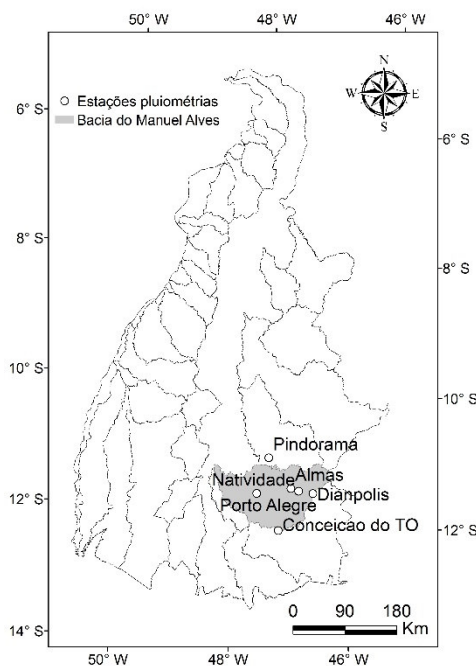 50° W 48° W 46° W
N
W E
S
Estações pluiométrias
Bacia do Manuel Alves
6° S 6° S
8° S 8° S
10° S 10° S
Pindorama
Natividade Almas
Dianpolis
Porto Alegre
12° S 12° S
Conceicao do TO
0 90 180
Km
14° S
50° W 48° W 46° W